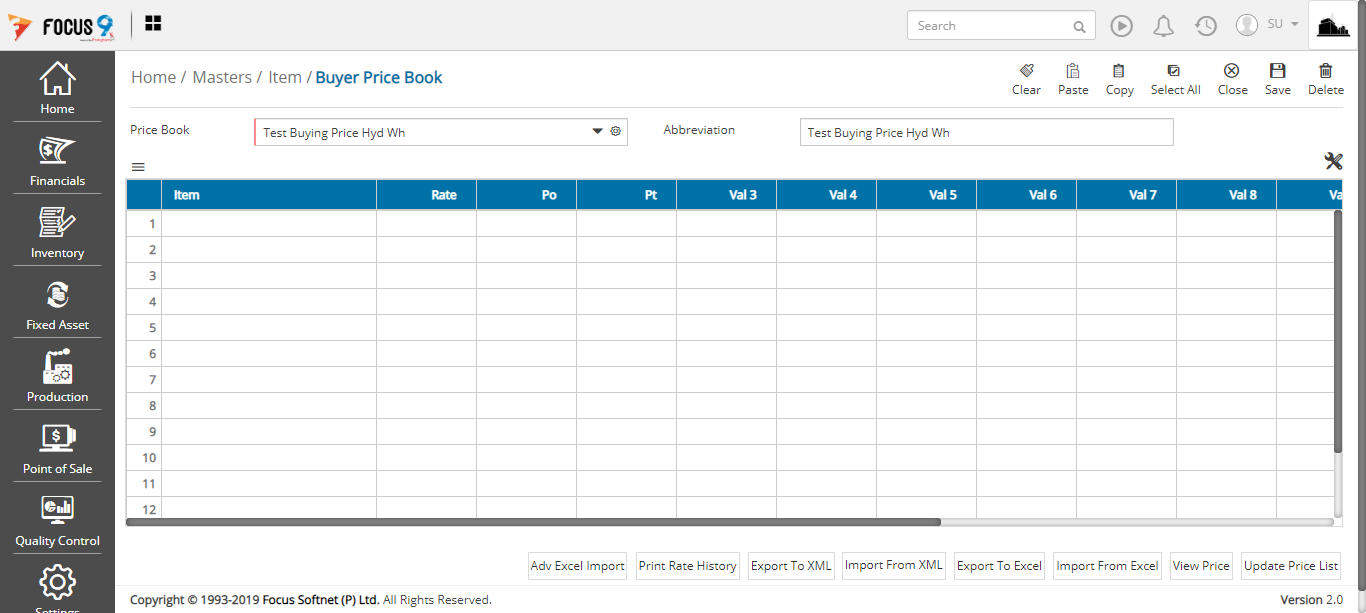 FOCUS 9
Search
SU
Home
Financials
Inventory
Fixed Asset
Production
Point of Sale
Quality Control
Settings
Home / Masters / Item / Buyer Price Book
Clear Paste Copy Select All Close Save Delete
Price Book Test Buying Price Hyd Wh Abbreviation Test Buying Price Hyd Wh
Item Rate Po Pt Val 3 Val 4 Val 5 Val 6 Val 7 Val 8 Va
1
2
3
4
5
6
7
8
9
10
11
12
Adv Excel Import Print Rate History Export To XML Import From XML Export To Excel Import From Excel View Price Update Price List
Copyright © 1993-2019 Focus Softnet (P) Ltd. All Rights Reserved. Version 2.0